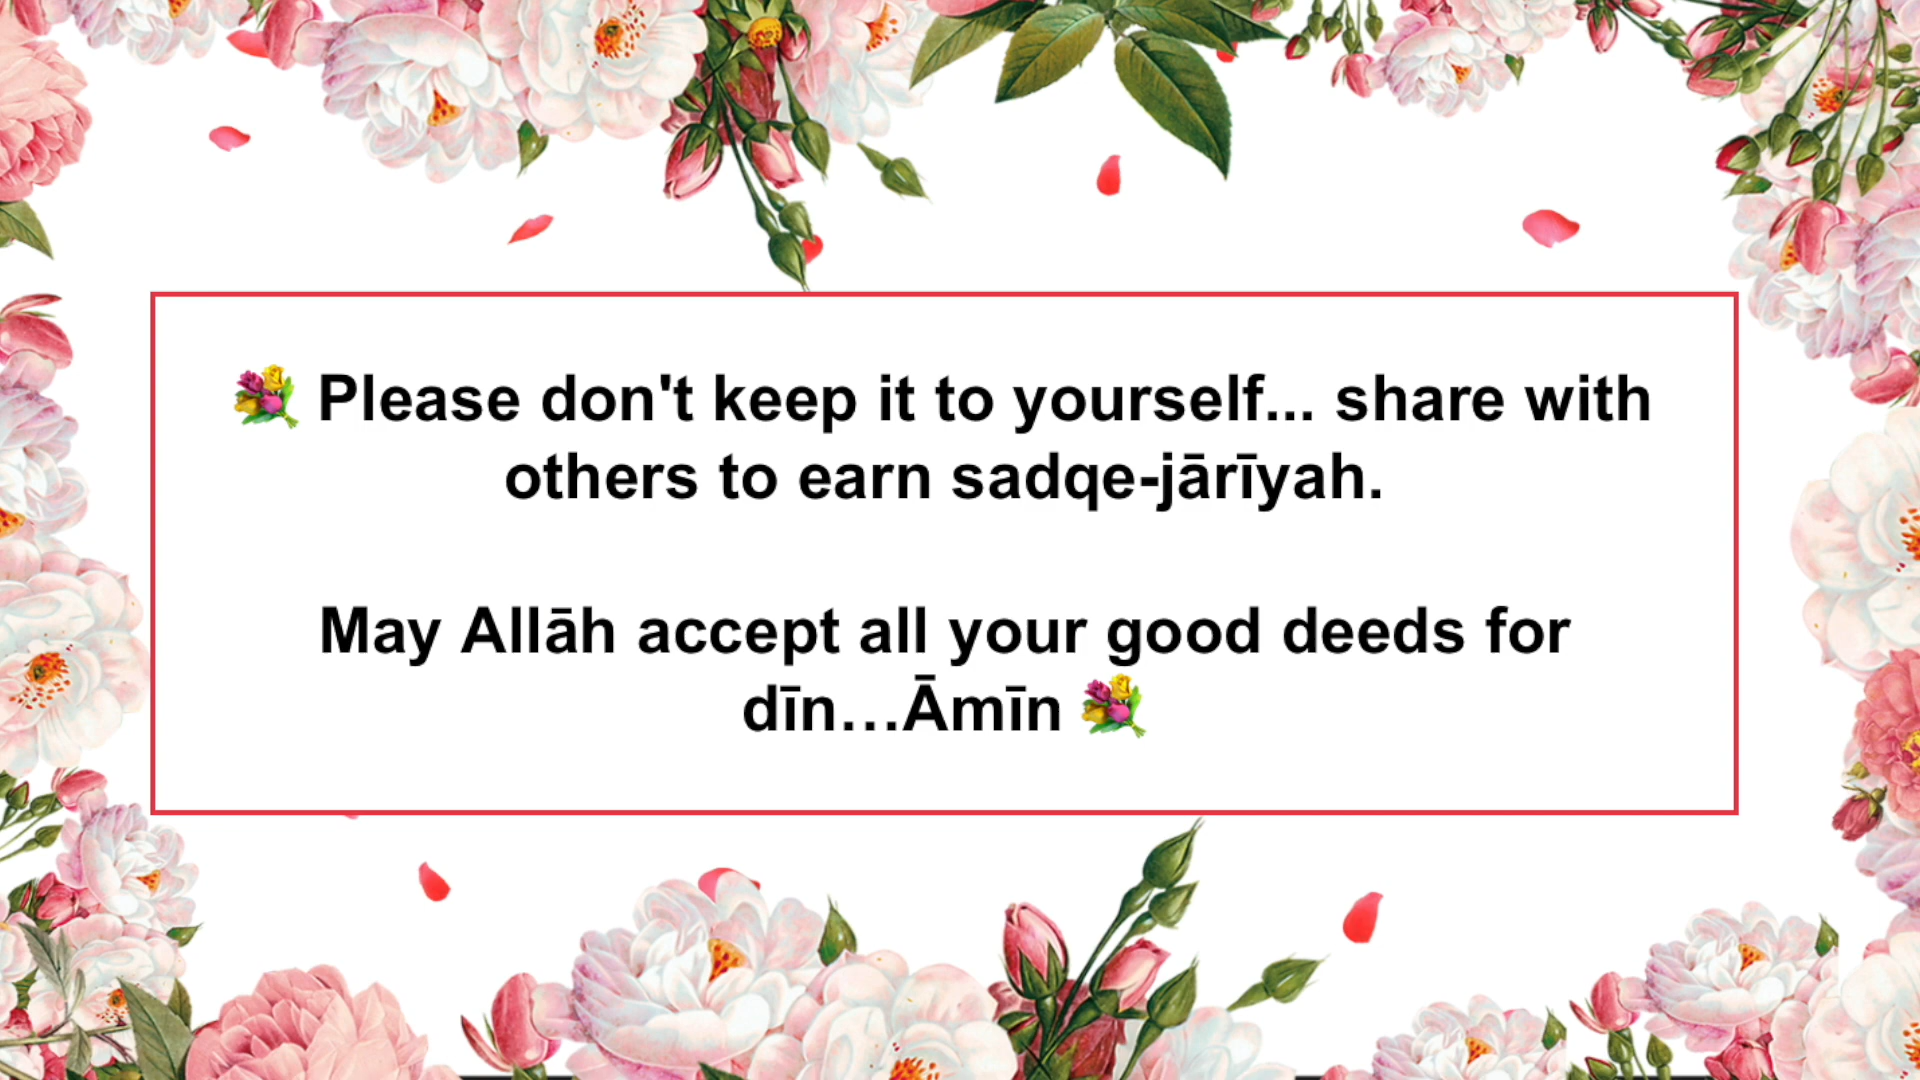 💐 Please don't keep it to yourself... share with
others to earn sadqe-jārīyah.
May Allāh accept all your good deeds for
dīn…Āmīn 💐